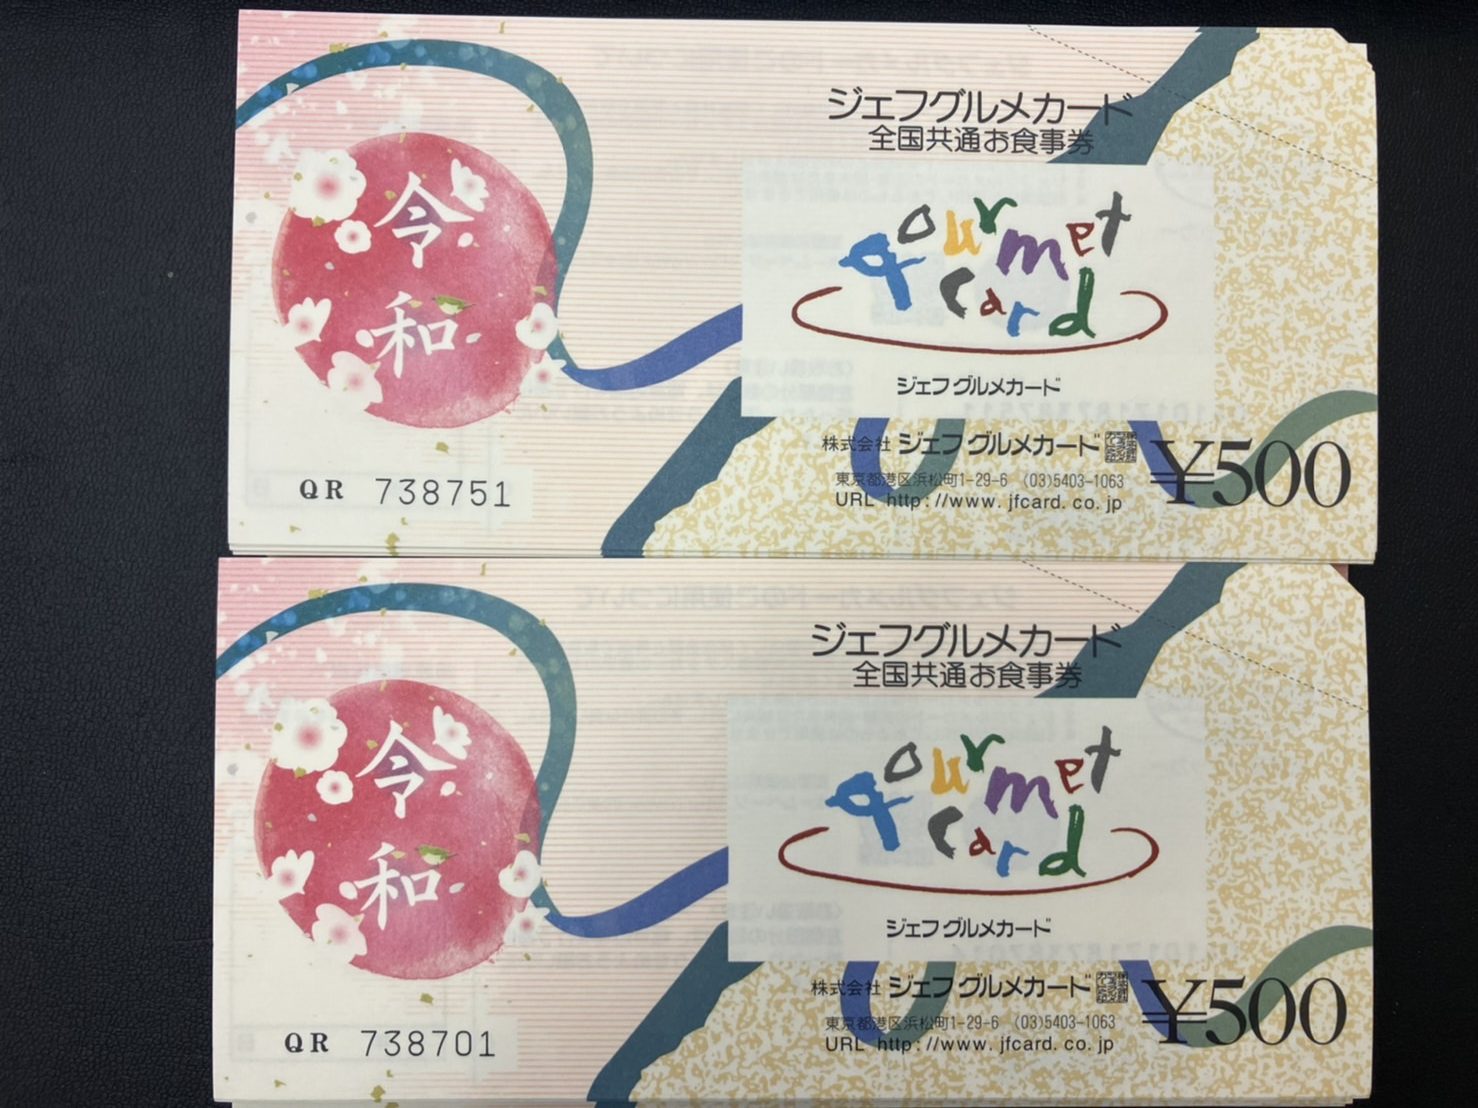 ジェフグルメカード
全国共通お食事券
令和
gourmet
card
ジェフグルメカード
株式会社 ジェフグルメカード
東京都港区浜松町1-29-6 (03)5403-1063
URL http://www.jfcard.co.jp
¥500
QR 738751
ジェフグルメカード
全国共通お食事券
令和
gourmet
card
ジェフグルメカード
株式会社 ジェフグルメカード
東京都港区浜松町1-29-6 (03)5403-1063
URL http://www.jfcard.co.jp
¥500
QR 738701